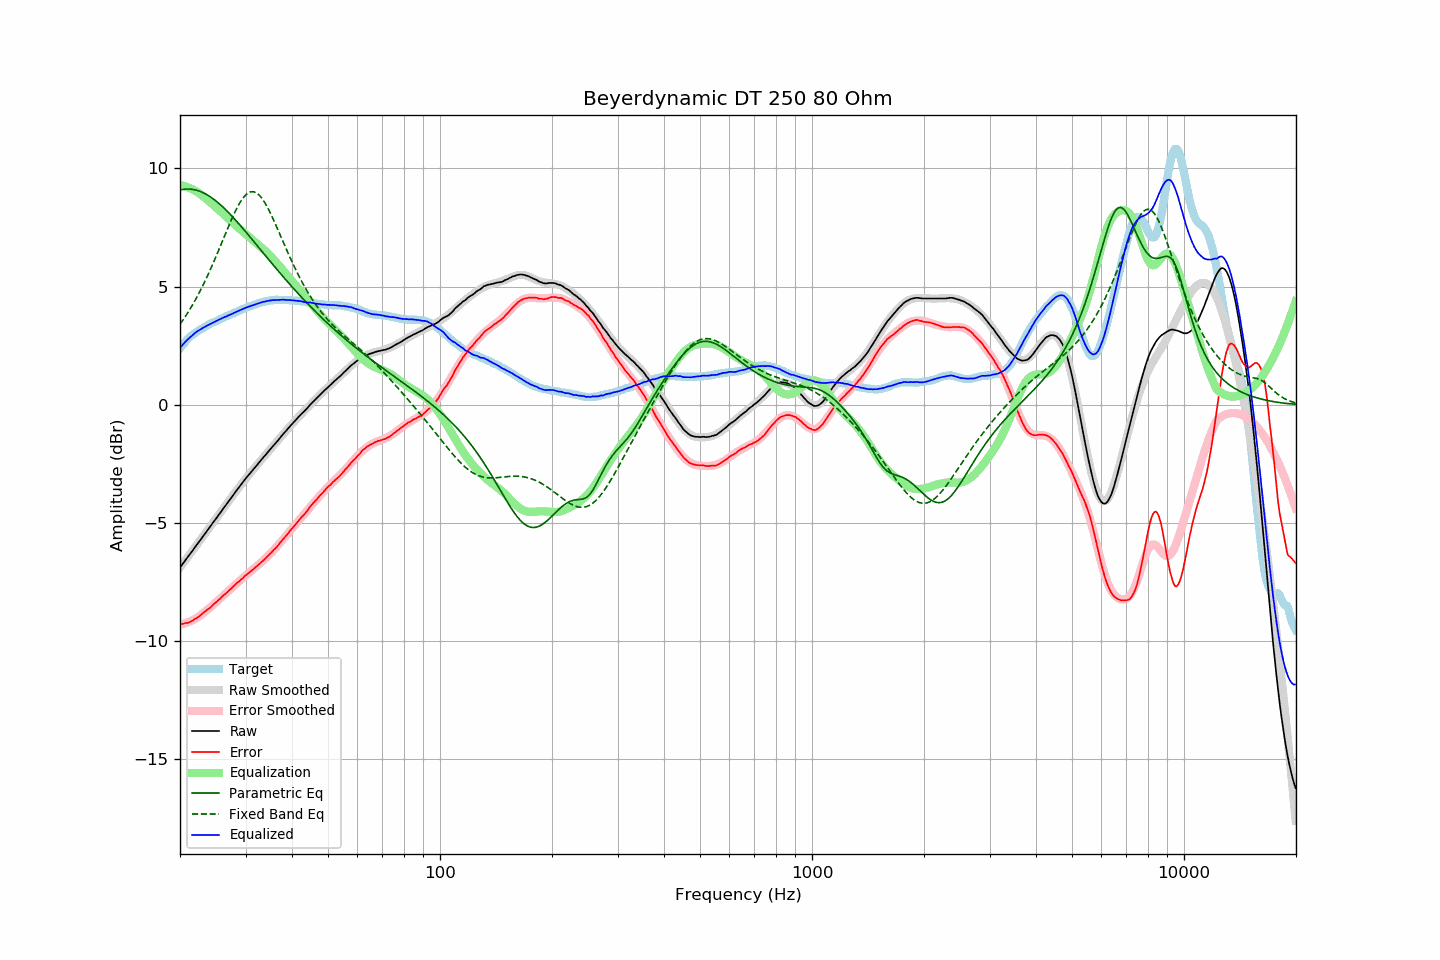 Beyerdynamic DT 250 80 Ohm
10
5
0
−5
−10
−15
Amplitude (dBr)
Target
Raw Smoothed
Error Smoothed
Raw
Error
Equalization
Parametric Eq
Fixed Band Eq
Equalized
100
1000
10000
Frequency (Hz)